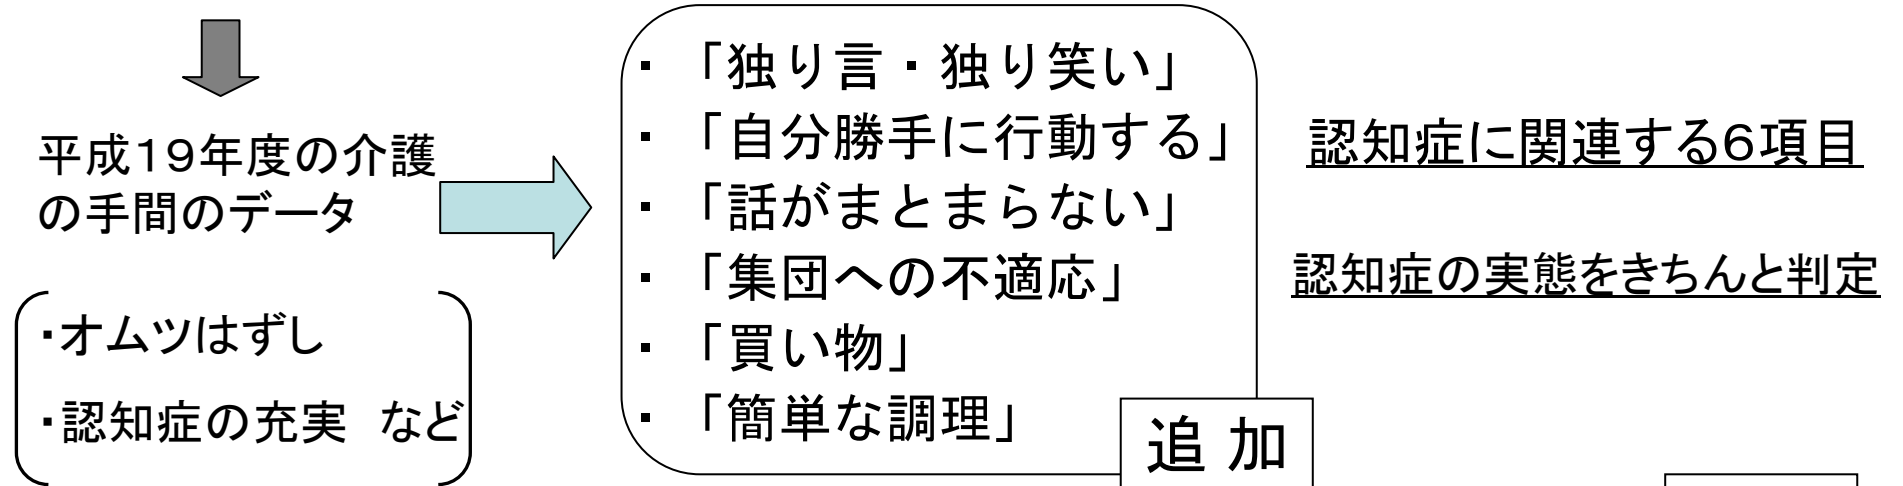 平成19年度の介護
の手間のデータ
・オムツはずし
・認知症の充実　など
・「独り言・独り笑い」
・「自分勝手に行動する」
・「話がまとまらない」
・「集団への不適応」
・「買い物」
・「簡単な調理」
追 加
認知症に関連する6項目
認知症の実態をきちんと判定